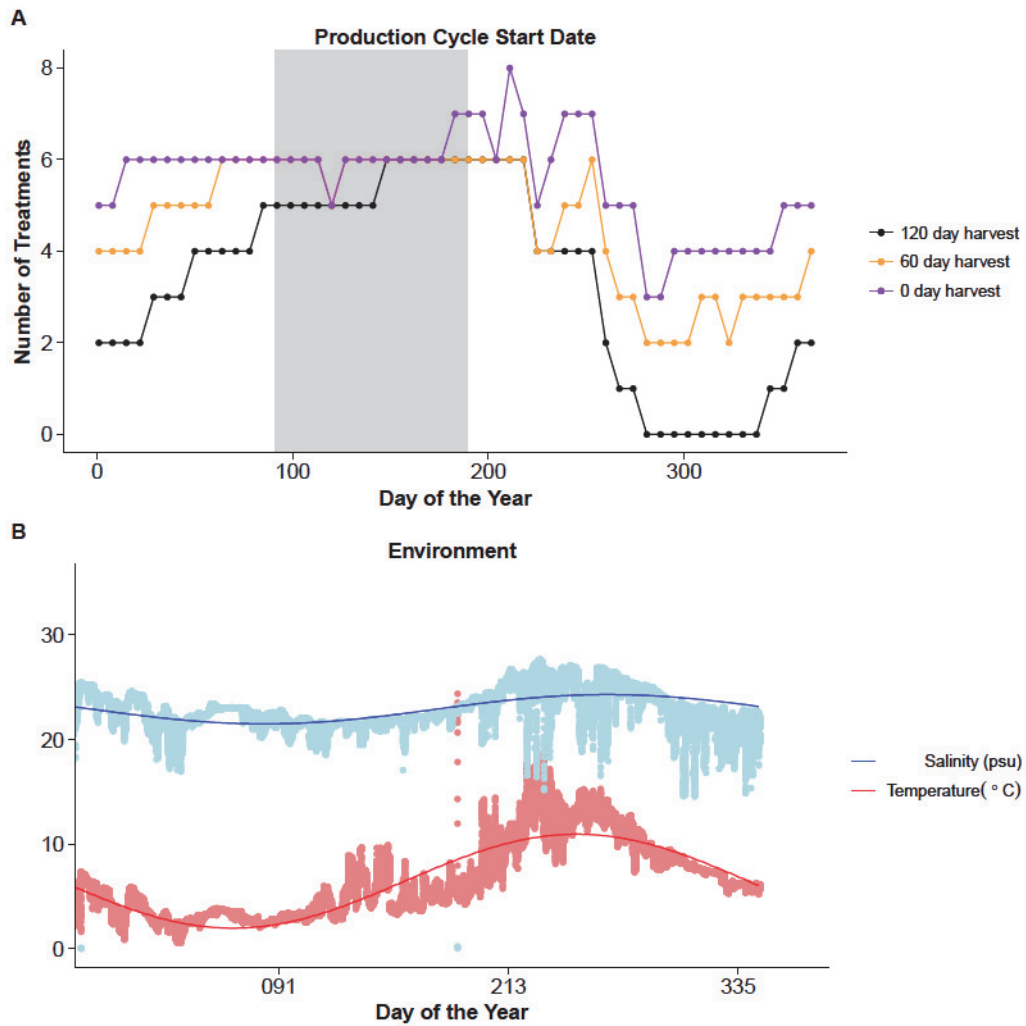 A
Production Cycle Start Date
Number of Treatments
8
6
4
2
0
0
100
200
300
Day of the Year
120 day harvest
60 day harvest
0 day harvest
B
Environment
30
20
10
0
091
213
335
Day of the Year
Salinity (psu)
Temperature( ° C)